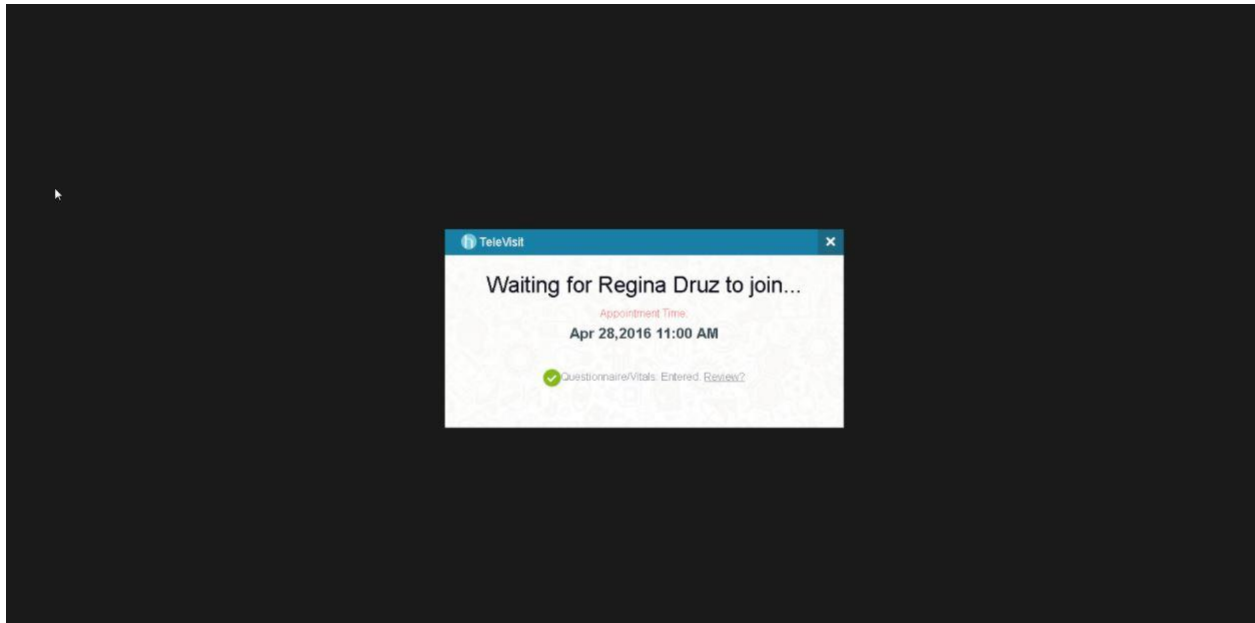 TeleVisit
Waiting for Regina Druz to join...
Appointment Time:
Apr 28,2016 11:00 AM
Questionnaire/Vitals: Entered. Review?